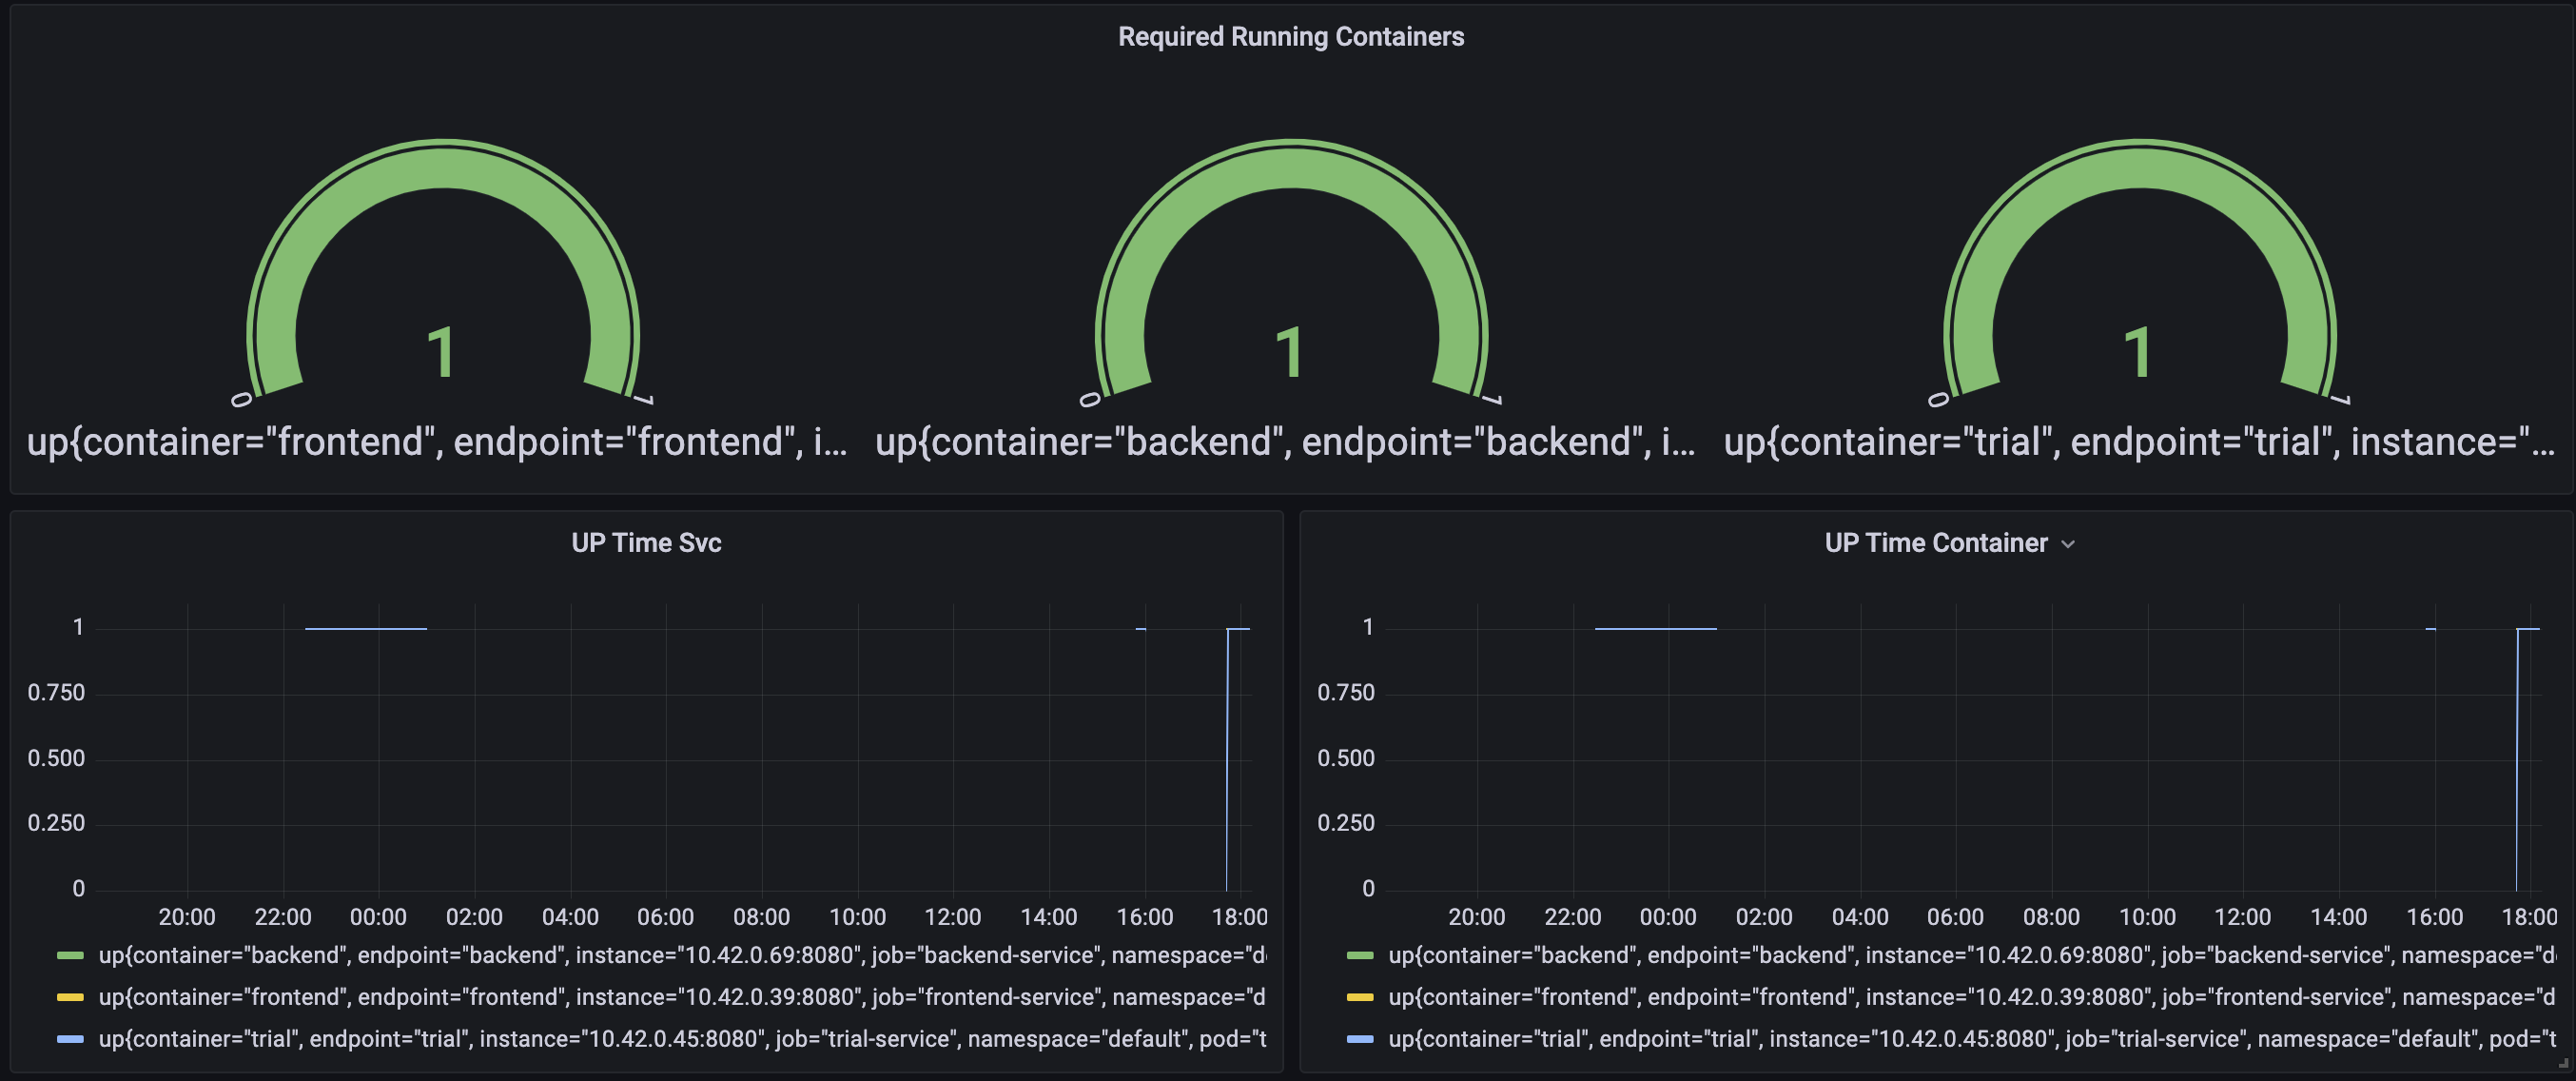 Required Running Containers
1
1
1
0
1
0
1
0
1
up{container="frontend", endpoint="frontend", i...
up{container="backend", endpoint="backend", i...
up{container="trial", endpoint="trial", instance="...
UP Time Svc
1
0.750
0.500
0.250
0
20:00 22:00 00:00 02:00 04:00 06:00 08:00 10:00 12:00 14:00 16:00 18:00
up{container="backend", endpoint="backend", instance="10.42.0.69:8080", job="backend-service", namespace="d
up{container="frontend", endpoint="frontend", instance="10.42.0.39:8080", job="frontend-service", namespace="d
up{container="trial", endpoint="trial", instance="10.42.0.45:8080", job="trial-service", namespace="default", pod="t
UP Time Container
1
0.750
0.500
0.250
0
20:00 22:00 00:00 02:00 04:00 06:00 08:00 10:00 12:00 14:00 16:00 18:00
up{container="backend", endpoint="backend", instance="10.42.0.69:8080", job="backend-service", namespace="d
up{container="frontend", endpoint="frontend", instance="10.42.0.39:8080", job="frontend-service", namespace="d
up{container="trial", endpoint="trial", instance="10.42.0.45:8080", job="trial-service", namespace="default", pod="t